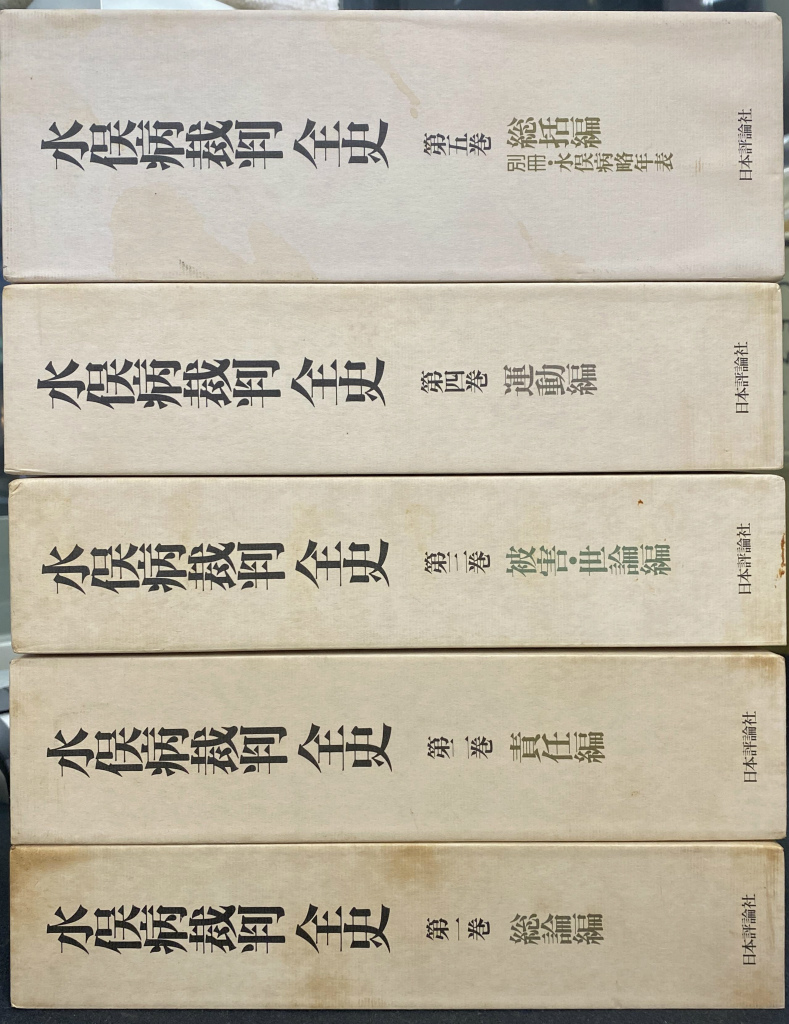 水俣病裁判 全史 第五巻 総括編
別冊・水俣病略年表
日本評論社
水俣病裁判 全史 第四巻 運動編 日本評論社
水俣病裁判 全史 第三巻 被害・世論編 日本評論社
水俣病裁判 全史 第二巻 責任編 日本評論社
水俣病裁判 全史 第一巻 総論編 日本評論社